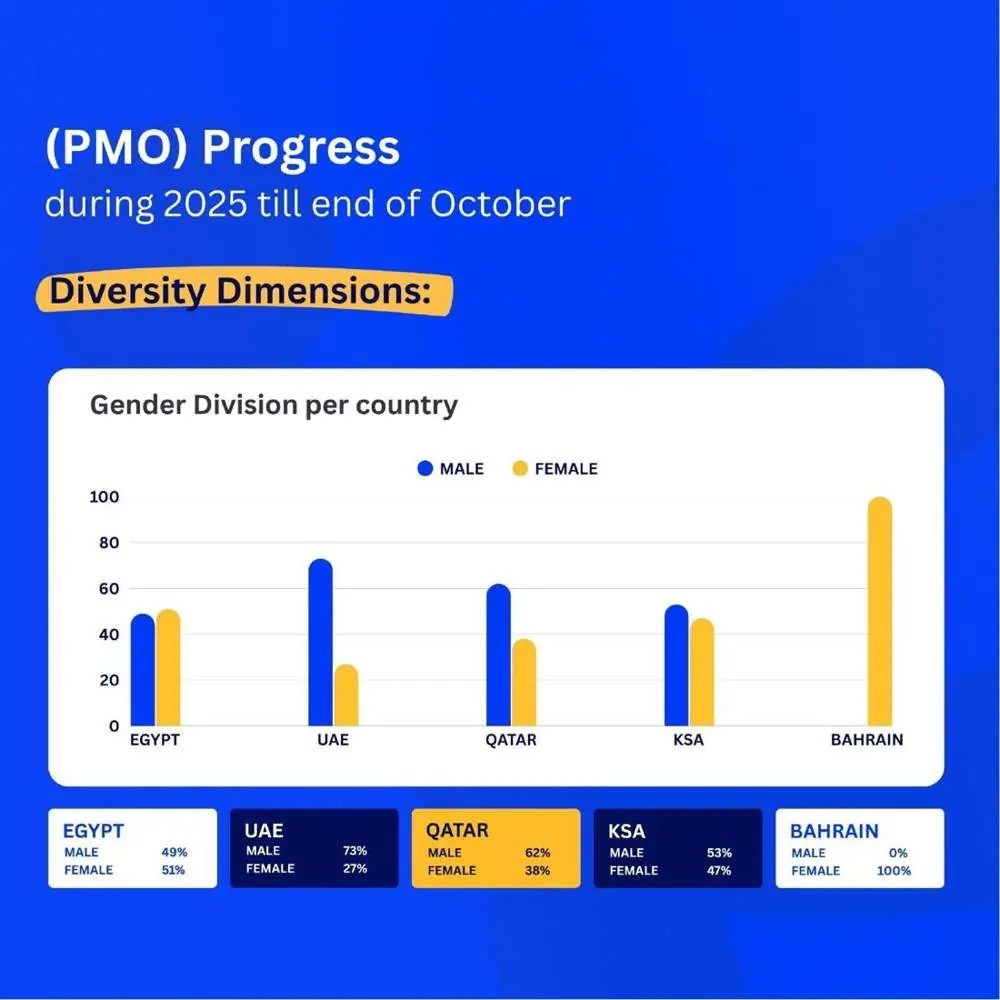 (PMO) Progress
during 2025 till end of October
Diversity Dimensions:
Gender Division per country
MALE FEMALE
100
80
60
40
20
0
EGYPT UAE QATAR KSA BAHRAIN
EGYPT
MALE 49%
FEMALE 51%
UAE
MALE 73%
FEMALE 27%
QATAR
MALE 62%
FEMALE 38%
KSA
MALE 53%
FEMALE 47%
BAHRAIN
MALE 0%
FEMALE 100%